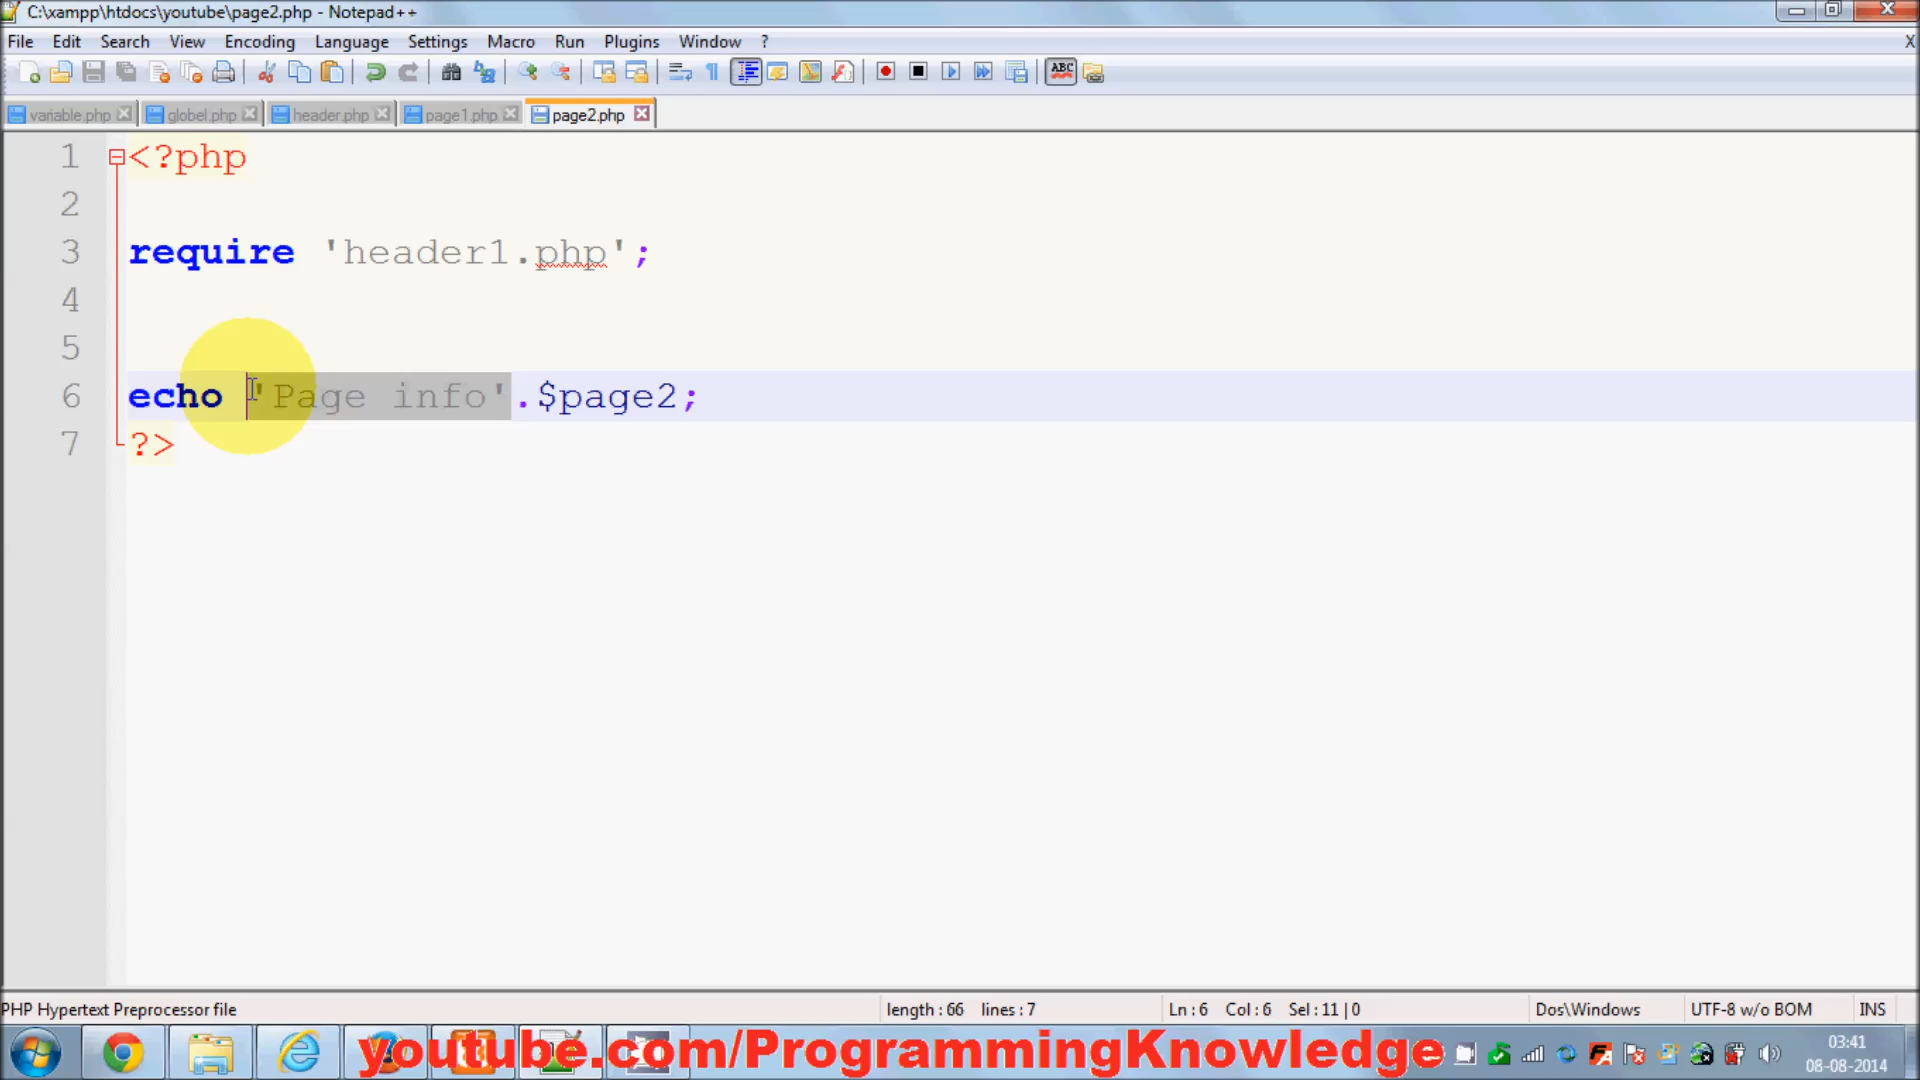 C:\xampp\htdocs\youtube\page2.php - Notepad++
File Edit Search View Encoding Language Settings Macro Run Plugins Window ?
X
ABC
variable.php globel.php header.php page1.php page2.php
1 <?php
2
3 require 'header1.php';
4
5
6 echo 'Page info'.$page2;
7 ?>
PHP Hypertext Preprocessor file length : 66 lines : 7 Ln : 6 Col : 6 Sel : 11 | 0 Dos\Windows UTF-8 w/o BOM INS
youtube.com/ProgrammingKnowledge
03:41
08-08-2014